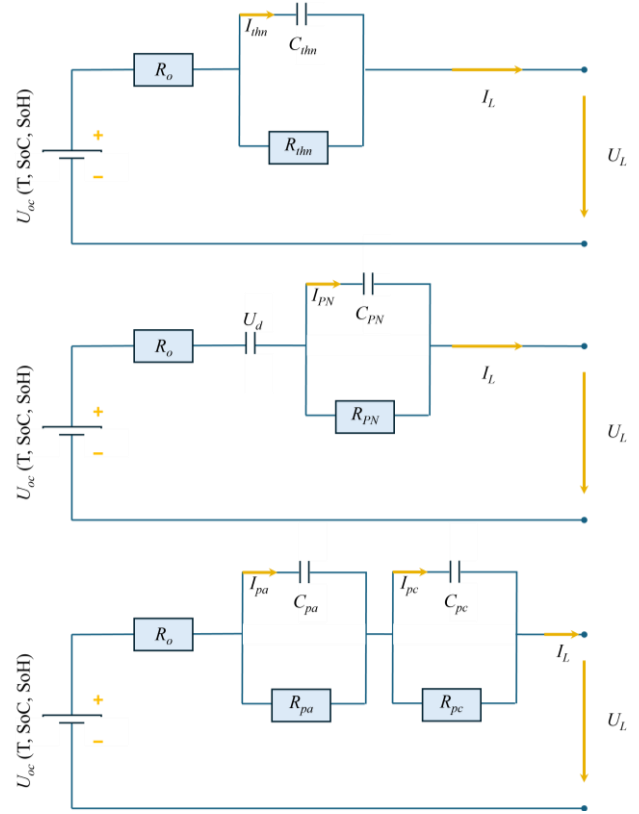 I_thn
C_thn
R_o
I_L
R_thn
U_oc (T, SoC, SoH)
+
−
U_L
I_PN
C_PN
U_d
R_o
I_L
R_PN
U_oc (T, SoC, SoH)
+
−
U_L
I_pa
C_pa
I_pc
C_pc
R_o
I_L
R_pa
R_pc
U_oc (T, SoC, SoH)
+
−
U_L